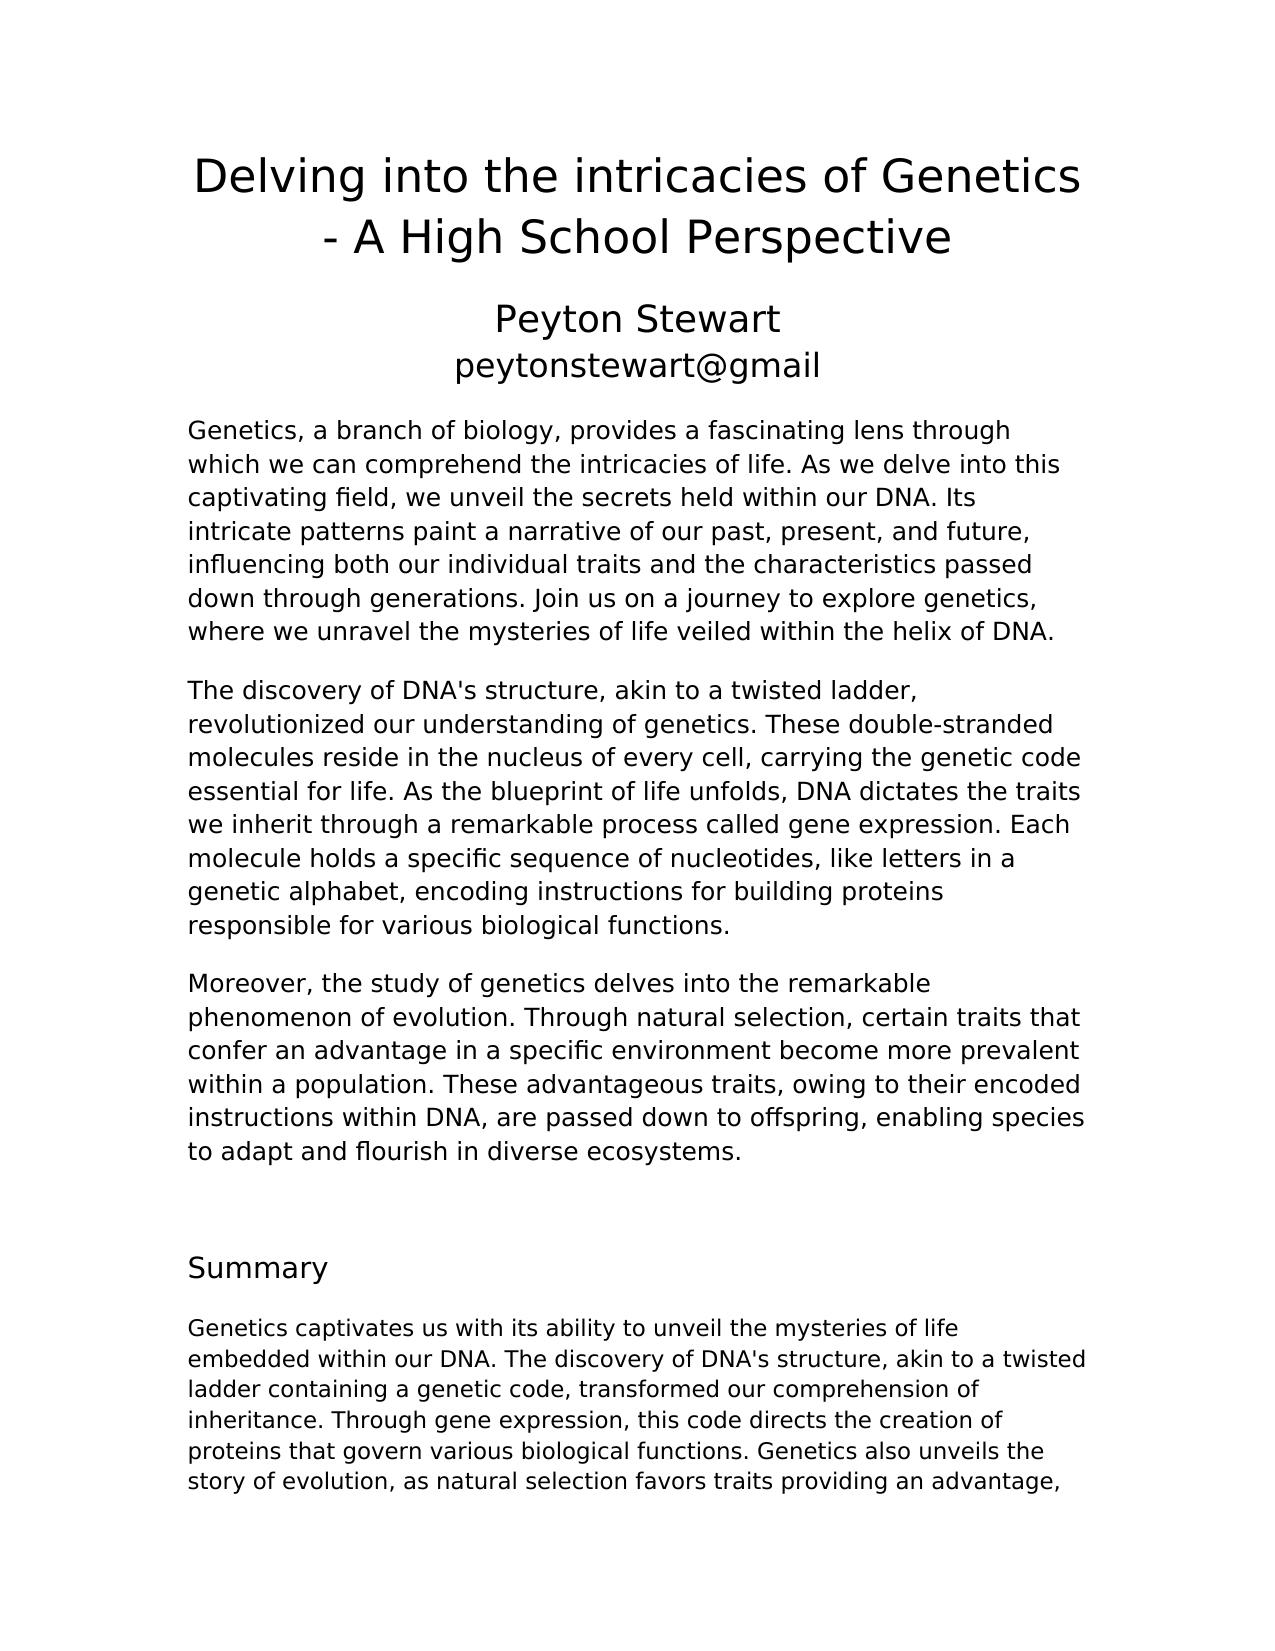 Delving into the intricacies of Genetics
- A High School Perspective
Peyton Stewart
peytonstewart@gmail
Genetics, a branch of biology, provides a fascinating lens through
which we can comprehend the intricacies of life. As we delve into this
captivating field, we unveil the secrets held within our DNA. Its
intricate patterns paint a narrative of our past, present, and future,
influencing both our individual traits and the characteristics passed
down through generations. Join us on a journey to explore genetics,
where we unravel the mysteries of life veiled within the helix of DNA.
The discovery of DNA's structure, akin to a twisted ladder,
revolutionized our understanding of genetics. These double-stranded
molecules reside in the nucleus of every cell, carrying the genetic code
essential for life. As the blueprint of life unfolds, DNA dictates the traits
we inherit through a remarkable process called gene expression. Each
molecule holds a specific sequence of nucleotides, like letters in a
genetic alphabet, encoding instructions for building proteins
responsible for various biological functions.
Moreover, the study of genetics delves into the remarkable
phenomenon of evolution. Through natural selection, certain traits that
confer an advantage in a specific environment become more prevalent
within a population. These advantageous traits, owing to their encoded
instructions within DNA, are passed down to offspring, enabling species
to adapt and flourish in diverse ecosystems.
Summary
Genetics captivates us with its ability to unveil the mysteries of life
embedded within our DNA. The discovery of DNA's structure, akin to a twisted
ladder containing a genetic code, transformed our comprehension of
inheritance. Through gene expression, this code directs the creation of
proteins that govern various biological functions. Genetics also unveils the
story of evolution, as natural selection favors traits providing an advantage,